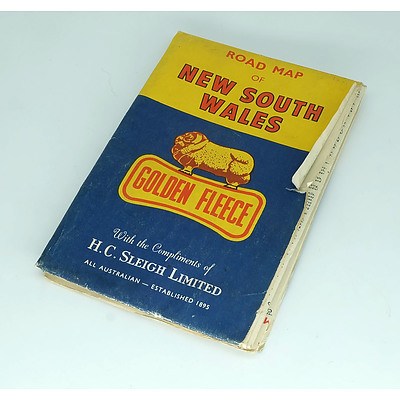 ROAD MAP
OF
NEW SOUTH
WALES
GOLDEN FLEECE
With the Compliments of
H.C. SLEIGH LIMITED
ALL AUSTRALIAN — ESTABLISHED 1895